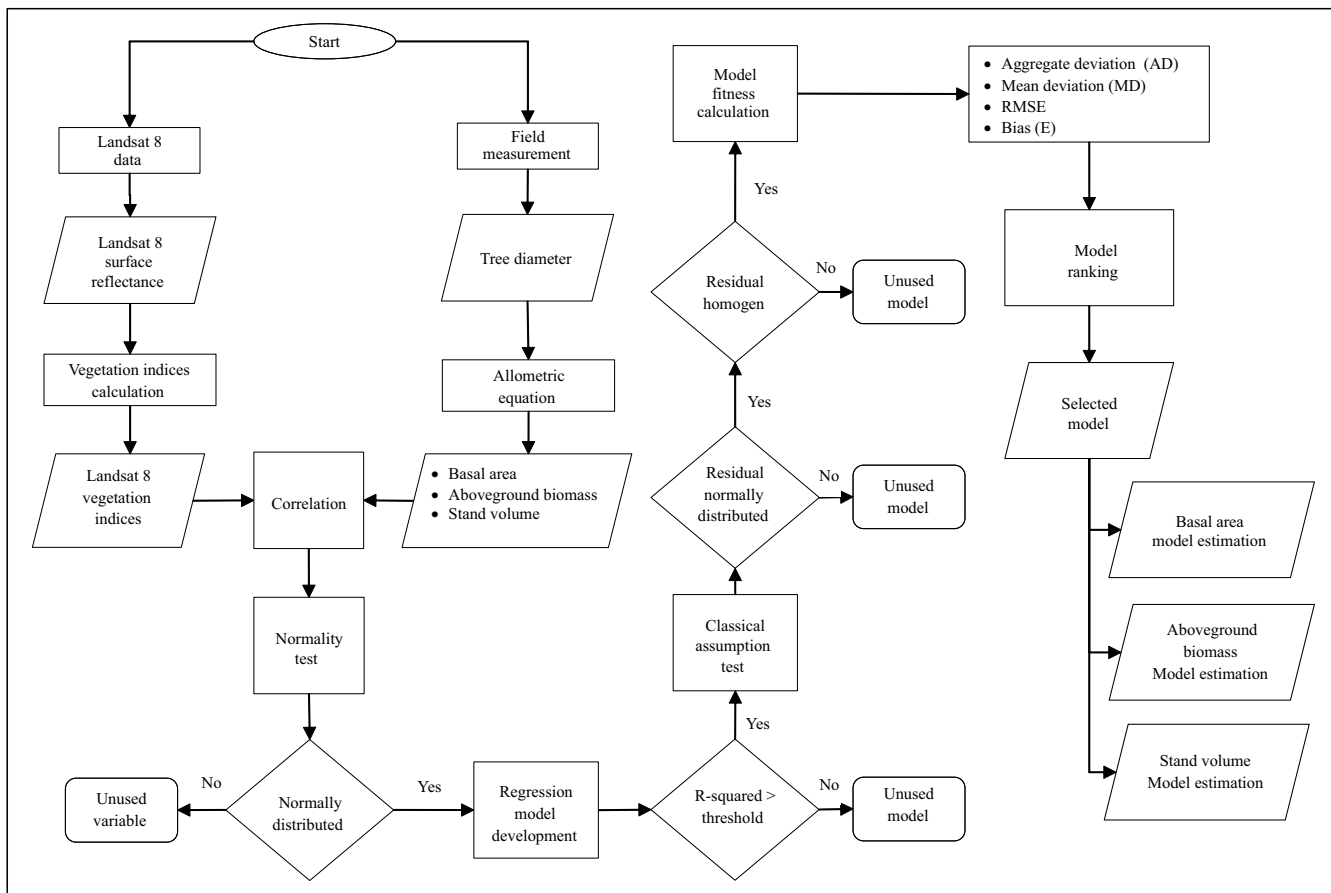 Start
Landsat 8
data
Landsat 8
surface
reflectance
Vegetation indices
calculation
Landsat 8
vegetation
indices
Field
measurement
Tree diameter
Allometric
equation
• Basal area
• Aboveground biomass
• Stand volume
Correlation
Normality
test
Normally
distributed
No
Unused
variable
Yes
Regression
model
development
R-squared >
threshold
No
Unused
model
Yes
Classical
assumption
test
Residual
normally
distributed
No
Unused
model
Yes
Residual
homogen
No
Unused
model
Yes
Model
fitness
calculation
• Aggregate deviation (AD)
• Mean deviation (MD)
• RMSE
• Bias (E)
Model
ranking
Selected
model
Basal area
model estimation
Aboveground
biomass
Model estimation
Stand volume
Model estimation